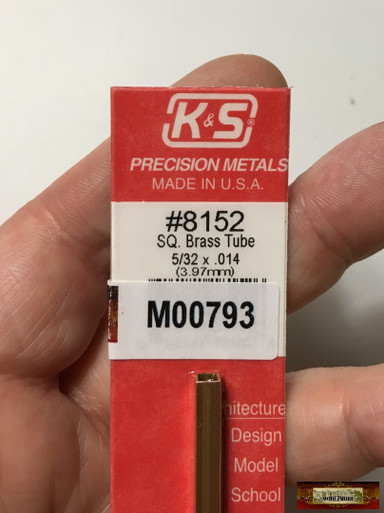 K&S®
PRECISION METALS
MADE IN U.S.A.
#8152
SQ. Brass Tube
5/32 x .014
(3.97mm)
M00793
hitecture
Design
Model
School